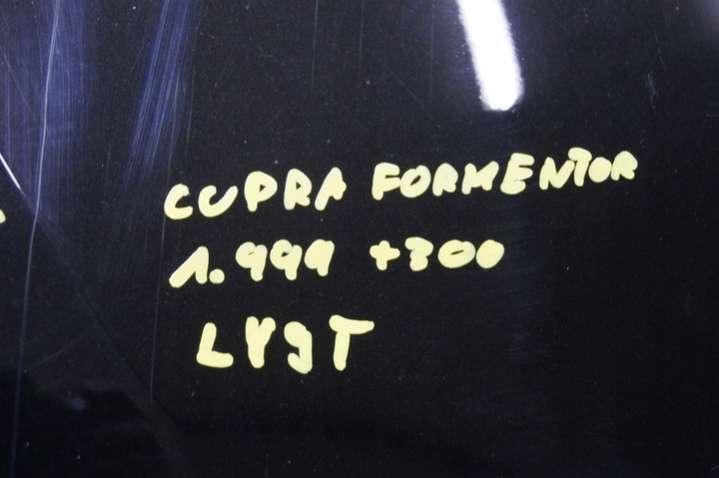 CUPRA FORMENTOR
1.999 +300
LY9T